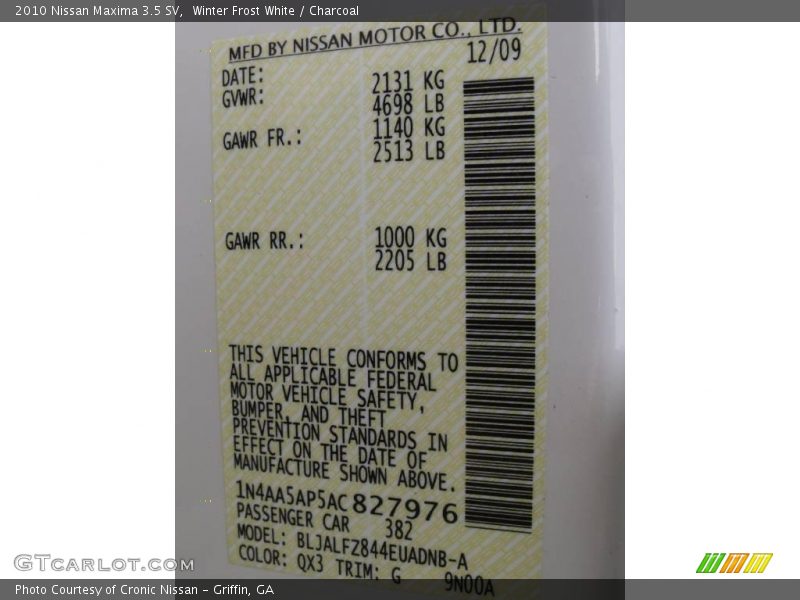 2010 Nissan Maxima 3.5 SV, Winter Frost White / Charcoal
MFD BY NISSAN MOTOR CO., LTD.
DATE: 12/09
GVWR: 2131 KG
4698 LB
GAWR FR.: 1140 KG
2513 LB
GAWR RR.: 1000 KG
2205 LB
THIS VEHICLE CONFORMS TO
ALL APPLICABLE FEDERAL
MOTOR VEHICLE SAFETY,
BUMPER, AND THEFT
PREVENTION STANDARDS IN
EFFECT ON THE DATE OF
MANUFACTURE SHOWN ABOVE.
1N4AA5AP5AC827976
PASSENGER CAR 382
MODEL: BLJALFZ844EUADNB-A
COLOR: QX3 TRIM: G 9N00A
GTCARLOT.COM
Photo Courtesy of Cronic Nissan - Griffin, GA